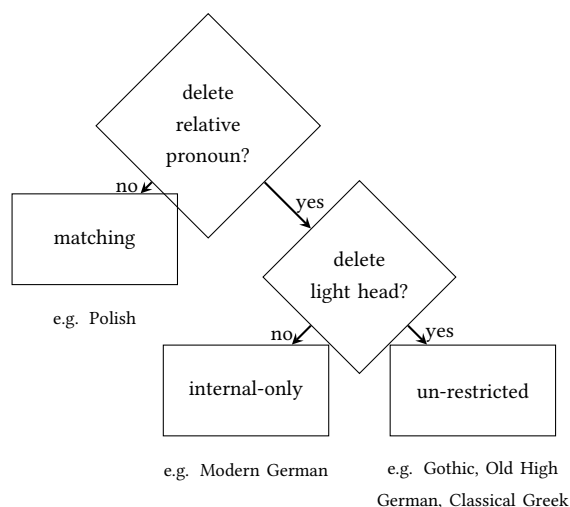 delete
relative
pronoun?
no
yes
matching
e.g. Polish
delete
light head?
no
yes
internal-only
un-restricted
e.g. Modern German
e.g. Gothic, Old High
German, Classical Greek